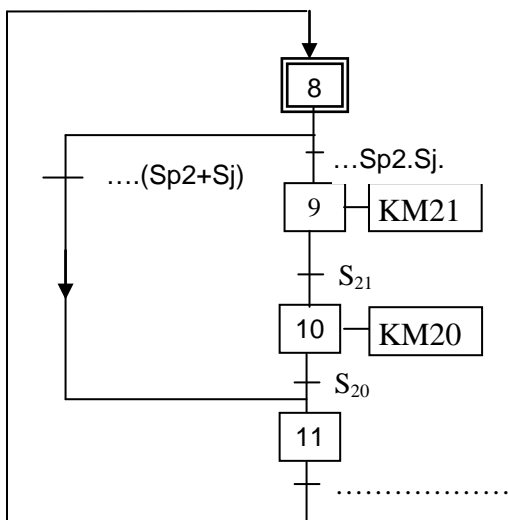 8
…Sp2.Sj.
….(Sp2+Sj)
9 KM21
S₂₁
10 KM20
S₂₀
11
………………